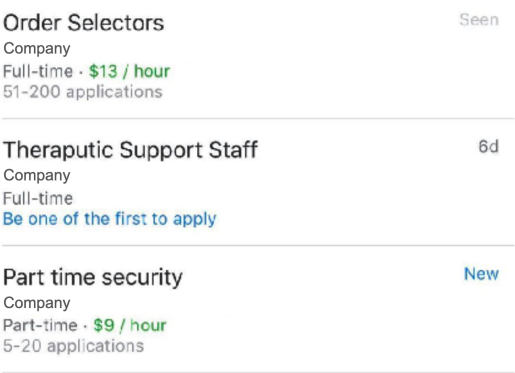 Order Selectors
Seen
Company
Full-time · $13 / hour
51-200 applications
Theraputic Support Staff
6d
Company
Full-time
Be one of the first to apply
Part time security
New
Company
Part-time · $9 / hour
5-20 applications